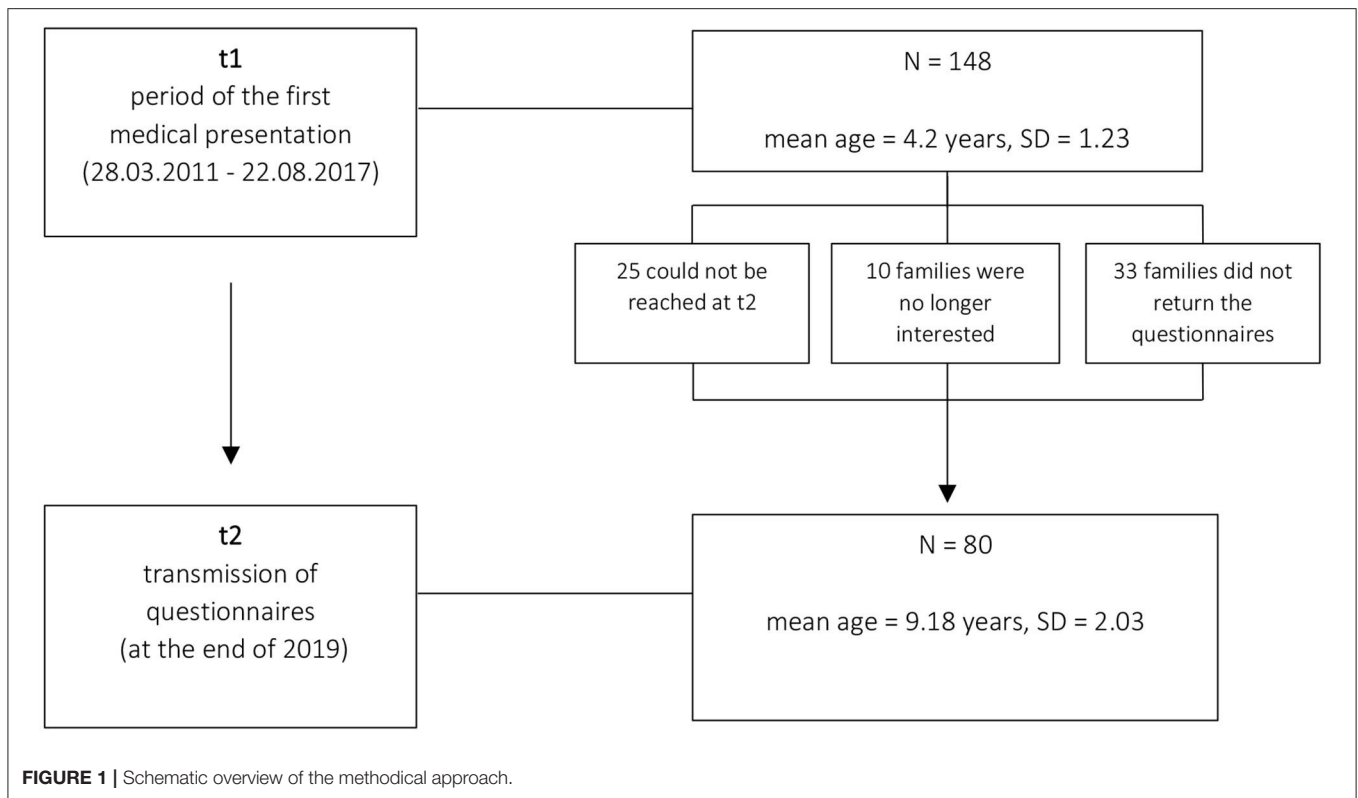 t1
period of the first
medical presentation
(28.03.2011 - 22.08.2017)
N = 148
mean age = 4.2 years, SD = 1.23
25 could not be
reached at t2
10 families were
no longer
interested
33 families did not
return the
questionnaires
t2
transmission of
questionnaires
(at the end of 2019)
N = 80
mean age = 9.18 years, SD = 2.03
FIGURE 1 | Schematic overview of the methodical approach.